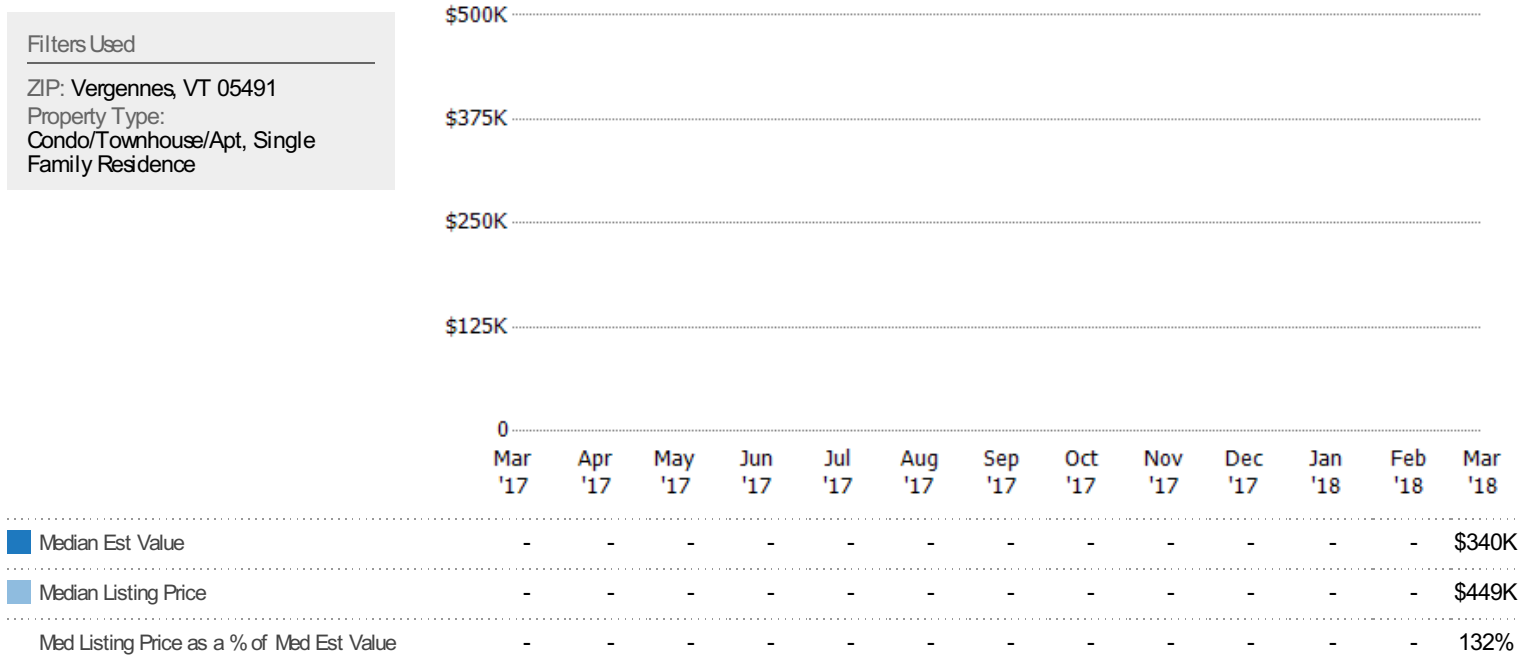 Filters Used
ZIP: Vergennes, VT 05491
Property Type:
Condo/Townhouse/Apt, Single
Family Residence
$500K
$375K
$250K
$125K
0
Mar Apr May Jun Jul Aug Sep Oct Nov Dec Jan Feb Mar
'17 '17 '17 '17 '17 '17 '17 '17 '17 '17 '18 '18 '18
Median Est Value - - - - - - - - - - - - $340K
Median Listing Price - - - - - - - - - - - - $449K
Med Listing Price as a % of Med Est Value - - - - - - - - - - - - 132%